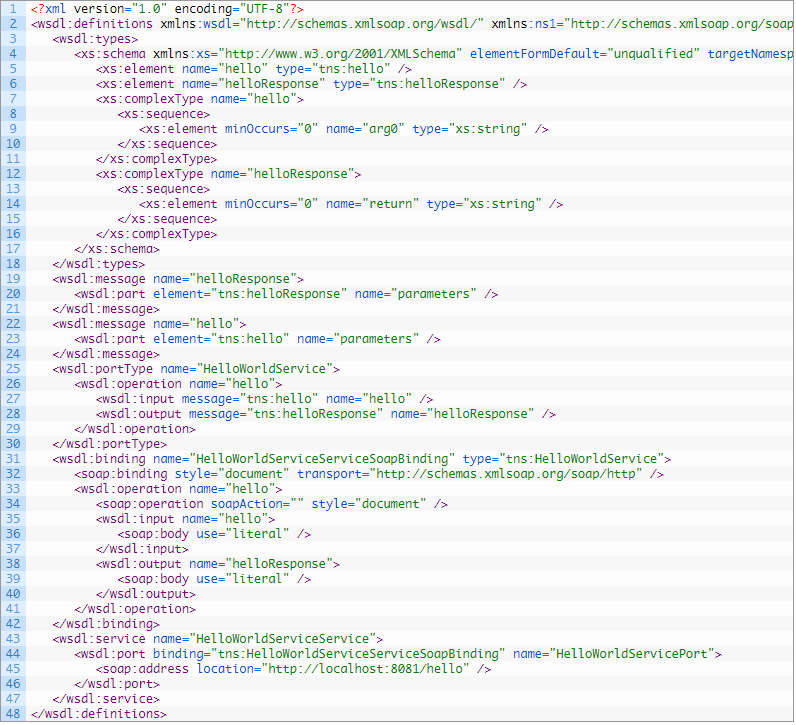 1 <?xml version="1.0" encoding="UTF-8"?>
2 <wsdl:definitions xmlns:wsdl="http://schemas.xmlsoap.org/wsdl/" xmlns:ns1="http://schemas.xmlsoap.org/soap
3 <wsdl:types>
4 <xs:schema xmlns:xs="http://www.w3.org/2001/XMLSchema" elementFormDefault="unqualified" targetNamesp
5 <xs:element name="hello" type="tns:hello" />
6 <xs:element name="helloResponse" type="tns:helloResponse" />
7 <xs:complexType name="hello">
8 <xs:sequence>
9 <xs:element minOccurs="0" name="arg0" type="xs:string" />
10 </xs:sequence>
11 </xs:complexType>
12 <xs:complexType name="helloResponse">
13 <xs:sequence>
14 <xs:element minOccurs="0" name="return" type="xs:string" />
15 </xs:sequence>
16 </xs:complexType>
17 </xs:schema>
18 </wsdl:types>
19 <wsdl:message name="helloResponse">
20 <wsdl:part element="tns:helloResponse" name="parameters" />
21 </wsdl:message>
22 <wsdl:message name="hello">
23 <wsdl:part element="tns:hello" name="parameters" />
24 </wsdl:message>
25 <wsdl:portType name="HelloWorldService">
26 <wsdl:operation name="hello">
27 <wsdl:input message="tns:hello" name="hello" />
28 <wsdl:output message="tns:helloResponse" name="helloResponse" />
29 </wsdl:operation>
30 </wsdl:portType>
31 <wsdl:binding name="HelloWorldServiceServiceSoapBinding" type="tns:HelloWorldService">
32 <soap:binding style="document" transport="http://schemas.xmlsoap.org/soap/http" />
33 <wsdl:operation name="hello">
34 <soap:operation soapAction="" style="document" />
35 <wsdl:input name="hello">
36 <soap:body use="literal" />
37 </wsdl:input>
38 <wsdl:output name="helloResponse">
39 <soap:body use="literal" />
40 </wsdl:output>
41 </wsdl:operation>
42 </wsdl:binding>
43 <wsdl:service name="HelloWorldServiceService">
44 <wsdl:port binding="tns:HelloWorldServiceServiceSoapBinding" name="HelloWorldServicePort">
45 <soap:address location="http://localhost:8081/hello" />
46 </wsdl:port>
47 </wsdl:service>
48 </wsdl:definitions>